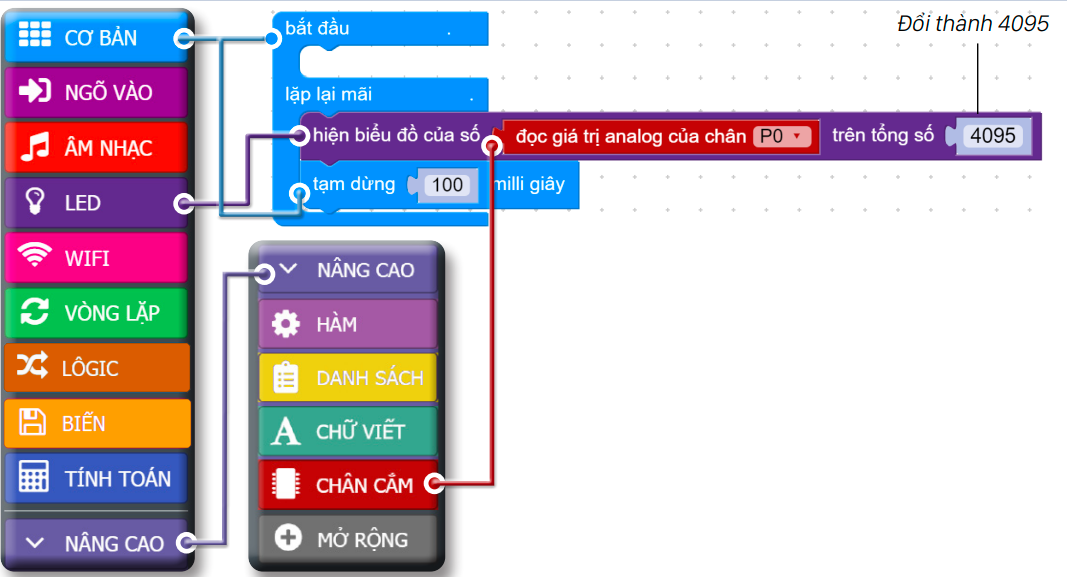 CƠ BẢN
NGÕ VÀO
ÂM NHẠC
LED
WIFI
VÒNG LẶP
LÔGIC
BIẾN
TÍNH TOÁN
NÂNG CAO
bắt đầu
lặp lại mãi
hiện biểu đồ của số đọc giá trị analog của chân P0 trên tổng số 4095
tạm dừng 100 milli giây
Đổi thành 4095
NÂNG CAO
HÀM
DANH SÁCH
CHỮ VIẾT
CHÂN CẮM
MỞ RỘNG